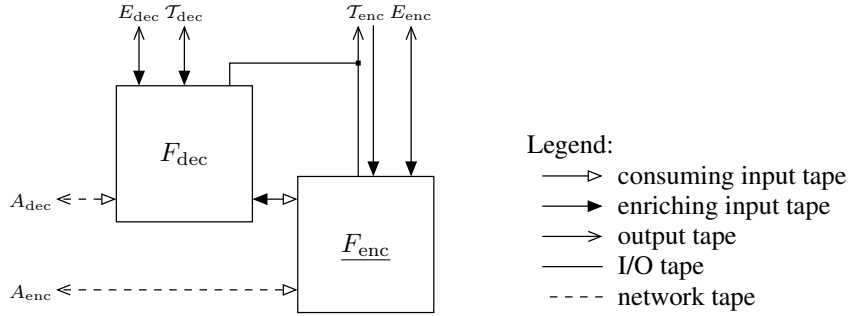 E_dec T_dec T_enc E_enc
F_dec
Legend:
consuming input tape
A_dec
enriching input tape
output tape
F_enc
I/O tape
A_enc
network tape